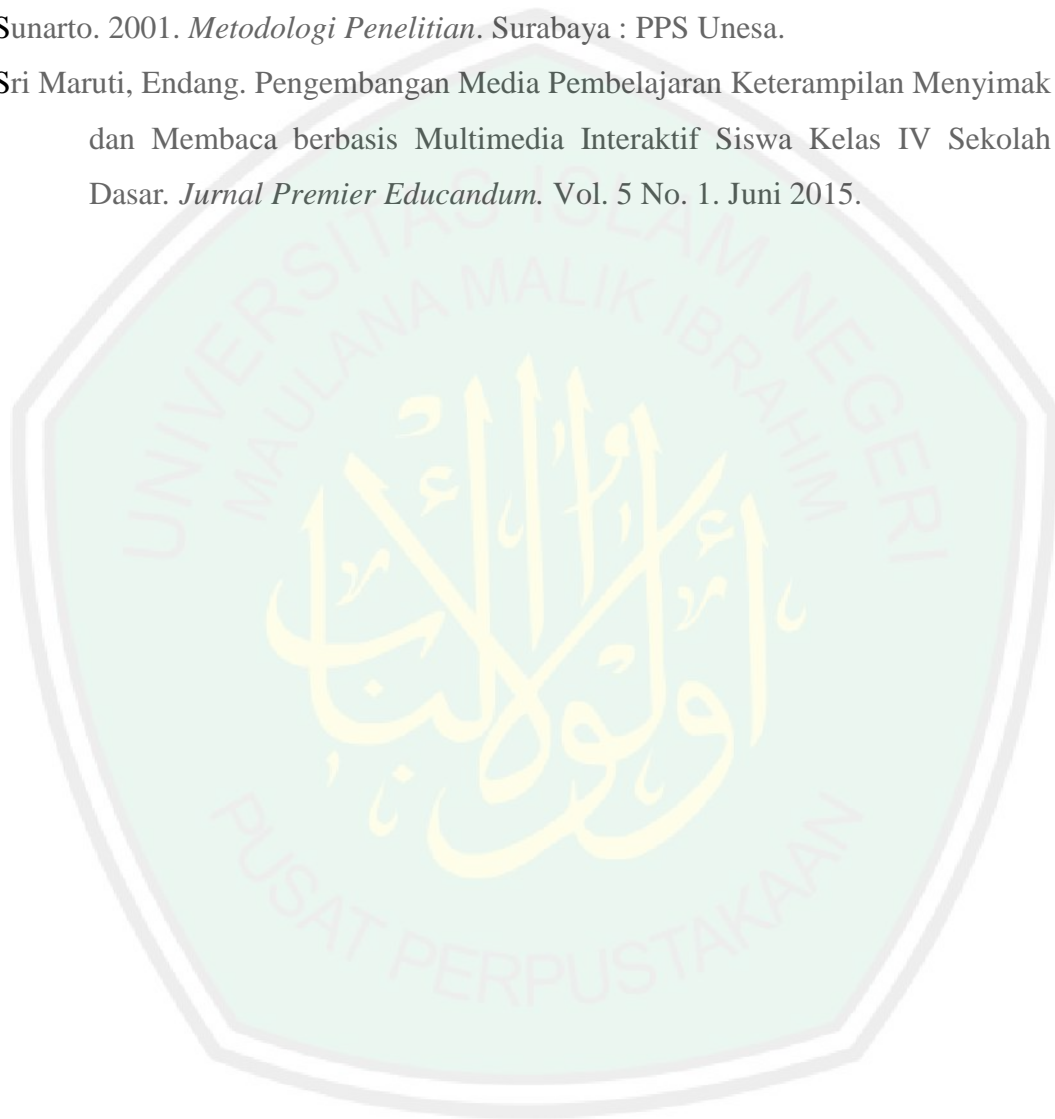 Sunarto. 2001. Metodologi Penelitian. Surabaya : PPS Unesa.
Sri Maruti, Endang. Pengembangan Media Pembelajaran Keterampilan Menyimak
dan Membaca berbasis Multimedia Interaktif Siswa Kelas IV Sekolah
Dasar. Jurnal Premier Educandum. Vol. 5 No. 1. Juni 2015.
UNIVERSITAS ISLAM NEGERI
MAULANA MALIK IBRAHIM
أولوا الألباب
PUSAT PERPUSTAKAAN